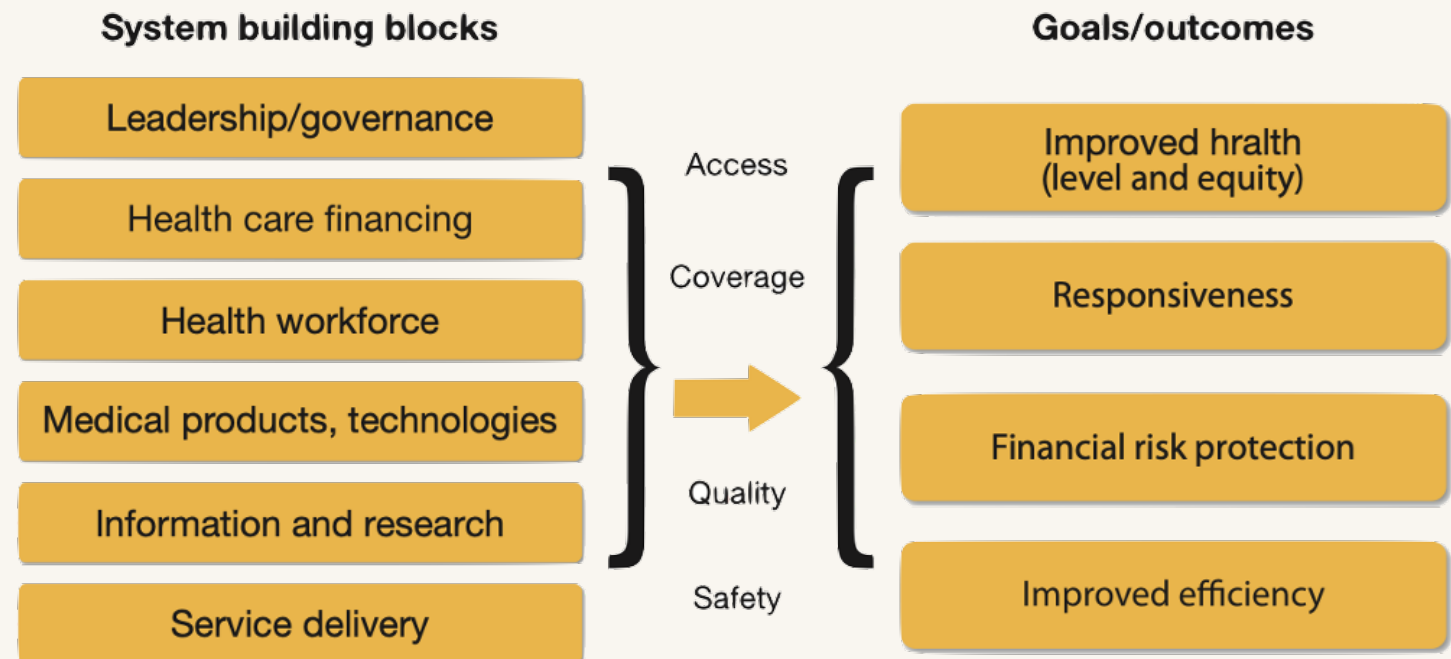 System building blocks
Leadership/governance
Health care financing
Health workforce
Medical products, technologies
Information and research
Service delivery
Access
Coverage
Quality
Safety
Goals/outcomes
Improved hralth
(level and equity)
Responsiveness
Financial risk protection
Improved efficiency